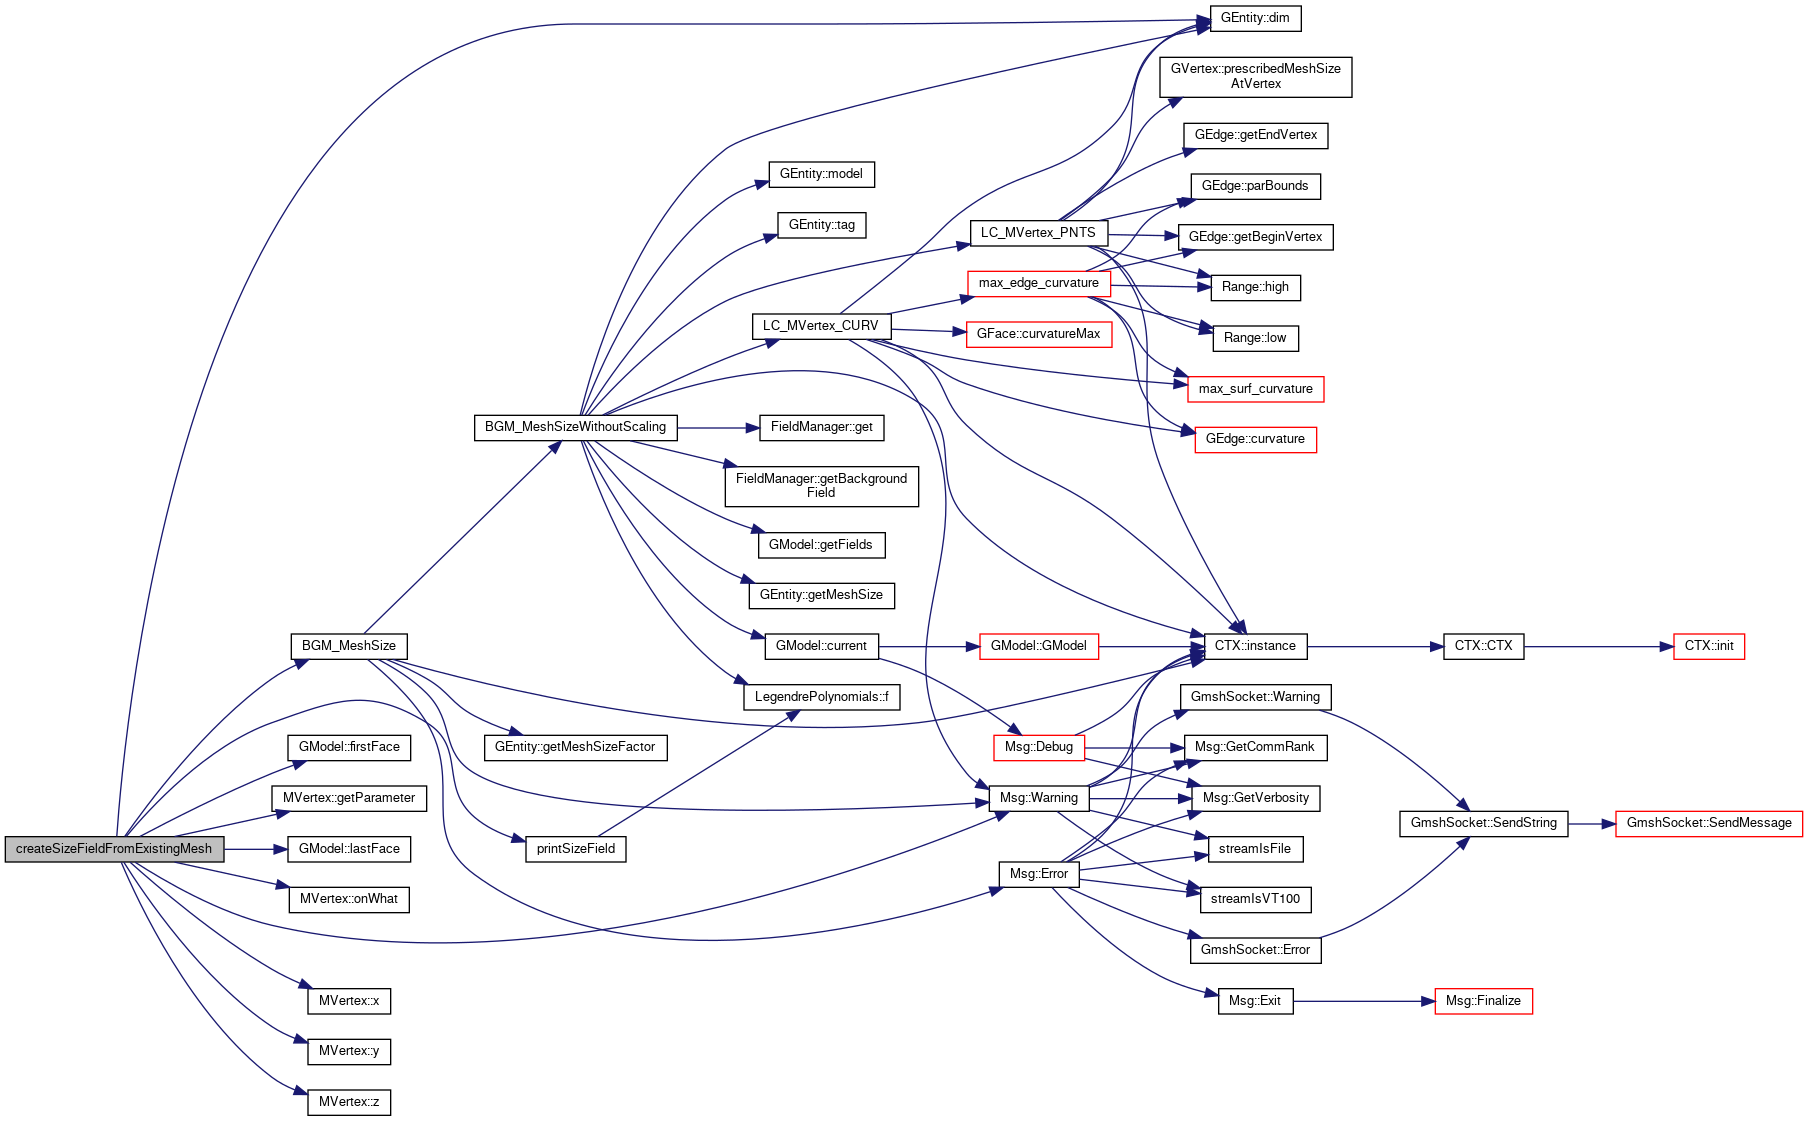 GEntity::dim
GVertex::prescribedMeshSize
AtVertex
GEdge::getEndVertex
GEntity::model
GEdge::parBounds
GEntity::tag
LC_MVertex_PNTS
GEdge::getBeginVertex
max_edge_curvature
Range::high
LC_MVertex_CURV
GFace::curvatureMax
Range::low
max_surf_curvature
BGM_MeshSizeWithoutScaling
FieldManager::get
GEdge::curvature
FieldManager::getBackground
Field
GModel::getFields
GEntity::getMeshSize
BGM_MeshSize
GModel::current
GModel::GModel
CTX::instance
CTX::CTX
CTX::init
LegendrePolynomials::f
GmshSocket::Warning
GModel::firstFace
GEntity::getMeshSizeFactor
Msg::Debug
Msg::GetCommRank
MVertex::getParameter
Msg::Warning
Msg::GetVerbosity
GmshSocket::SendString
GmshSocket::SendMessage
createSizeFieldFromExistingMesh
GModel::lastFace
printSizeField
streamIsFile
Msg::Error
MVertex::onWhat
streamIsVT100
GmshSocket::Error
MVertex::x
Msg::Exit
Msg::Finalize
MVertex::y
MVertex::z